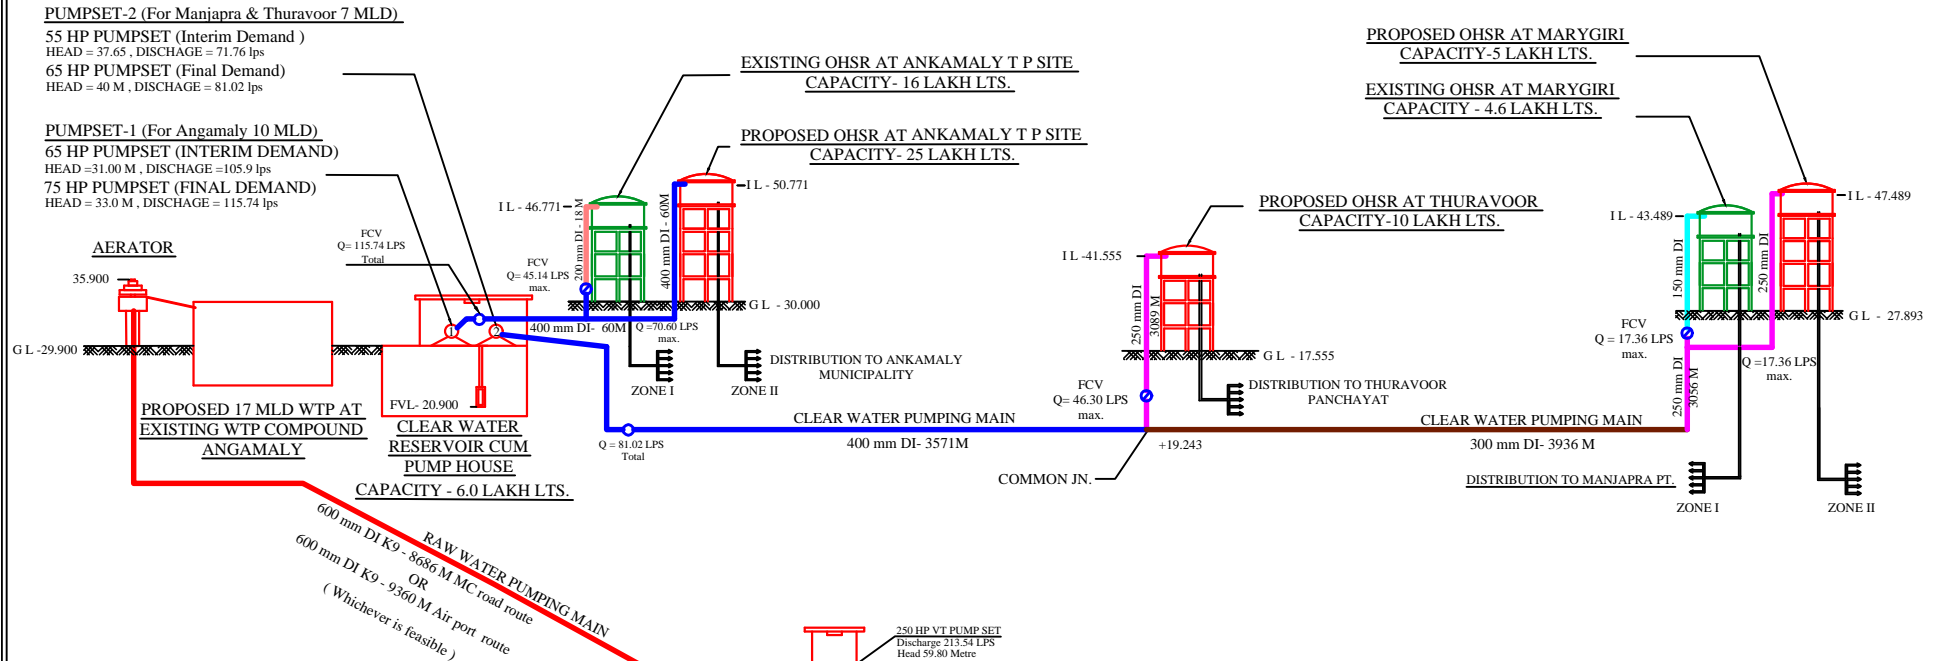 PUMPSET-2 (For Manjapra & Thuravoor 7 MLD)
55 HP PUMPSET (Interim Demand )
HEAD = 37.65 , DISCHAGE = 71.76 lps
65 HP PUMPSET (Final Demand)
HEAD = 40 M , DISCHAGE = 81.02 lps
PUMPSET-1 (For Angamaly 10 MLD)
65 HP PUMPSET (INTERIM DEMAND)
HEAD =31.00 M , DISCHAGE =105.9 lps
75 HP PUMPSET (FINAL DEMAND)
HEAD = 33.0 M , DISCHAGE = 115.74 lps
AERATOR
35.900
G L -29.900
PROPOSED 17 MLD WTP AT
EXISTING WTP COMPOUND
ANGAMALY
FCV
Q= 115.74 LPS
Total
1
2
FVL- 20.900
CLEAR WATER
RESERVOIR CUM
PUMP HOUSE
CAPACITY - 6.0 LAKH LTS.
EXISTING OHSR AT ANKAMALY T P SITE
CAPACITY- 16 LAKH LTS.
PROPOSED OHSR AT ANKAMALY T P SITE
CAPACITY- 25 LAKH LTS.
I L - 46.771
I L - 50.771
FCV
Q= 45.14 LPS
max.
200 mm DI - 18 M
400 mm DI - 60M
G L - 30.000
400 mm DI- 60M
Q =70.60 LPS
max.
ZONE I
ZONE II
DISTRIBUTION TO ANKAMALY
MUNICIPALITY
Q = 81.02 LPS
Total
CLEAR WATER PUMPING MAIN
400 mm DI- 3571M
PROPOSED OHSR AT THURAVOOR
CAPACITY-10 LAKH LTS.
I L -41.555
250 mm DI
3089 M
G L - 17.555
FCV
Q= 46.30 LPS
max.
DISTRIBUTION TO THURAVOOR
PANCHAYAT
+19.243
COMMON JN.
CLEAR WATER PUMPING MAIN
300 mm DI- 3936 M
PROPOSED OHSR AT MARYGIRI
CAPACITY-5 LAKH LTS.
EXISTING OHSR AT MARYGIRI
CAPACITY - 4.6 LAKH LTS.
I L - 43.489
I L - 47.489
150 mm DI
250 mm DI
G L - 27.893
FCV
Q = 17.36 LPS
max.
Q =17.36 LPS
max.
250 mm DI
3056 M
DISTRIBUTION TO MANJAPRA PT.
ZONE I
ZONE II
RAW WATER PUMPING MAIN
600 mm DI K9 - 8686 M MC road route
OR
600 mm DI K9 - 9360 M Air port route
( Whichever is feasible )
250 HP VT PUMP SET
Discharge 213.54 LPS
Head 59.80 Metre